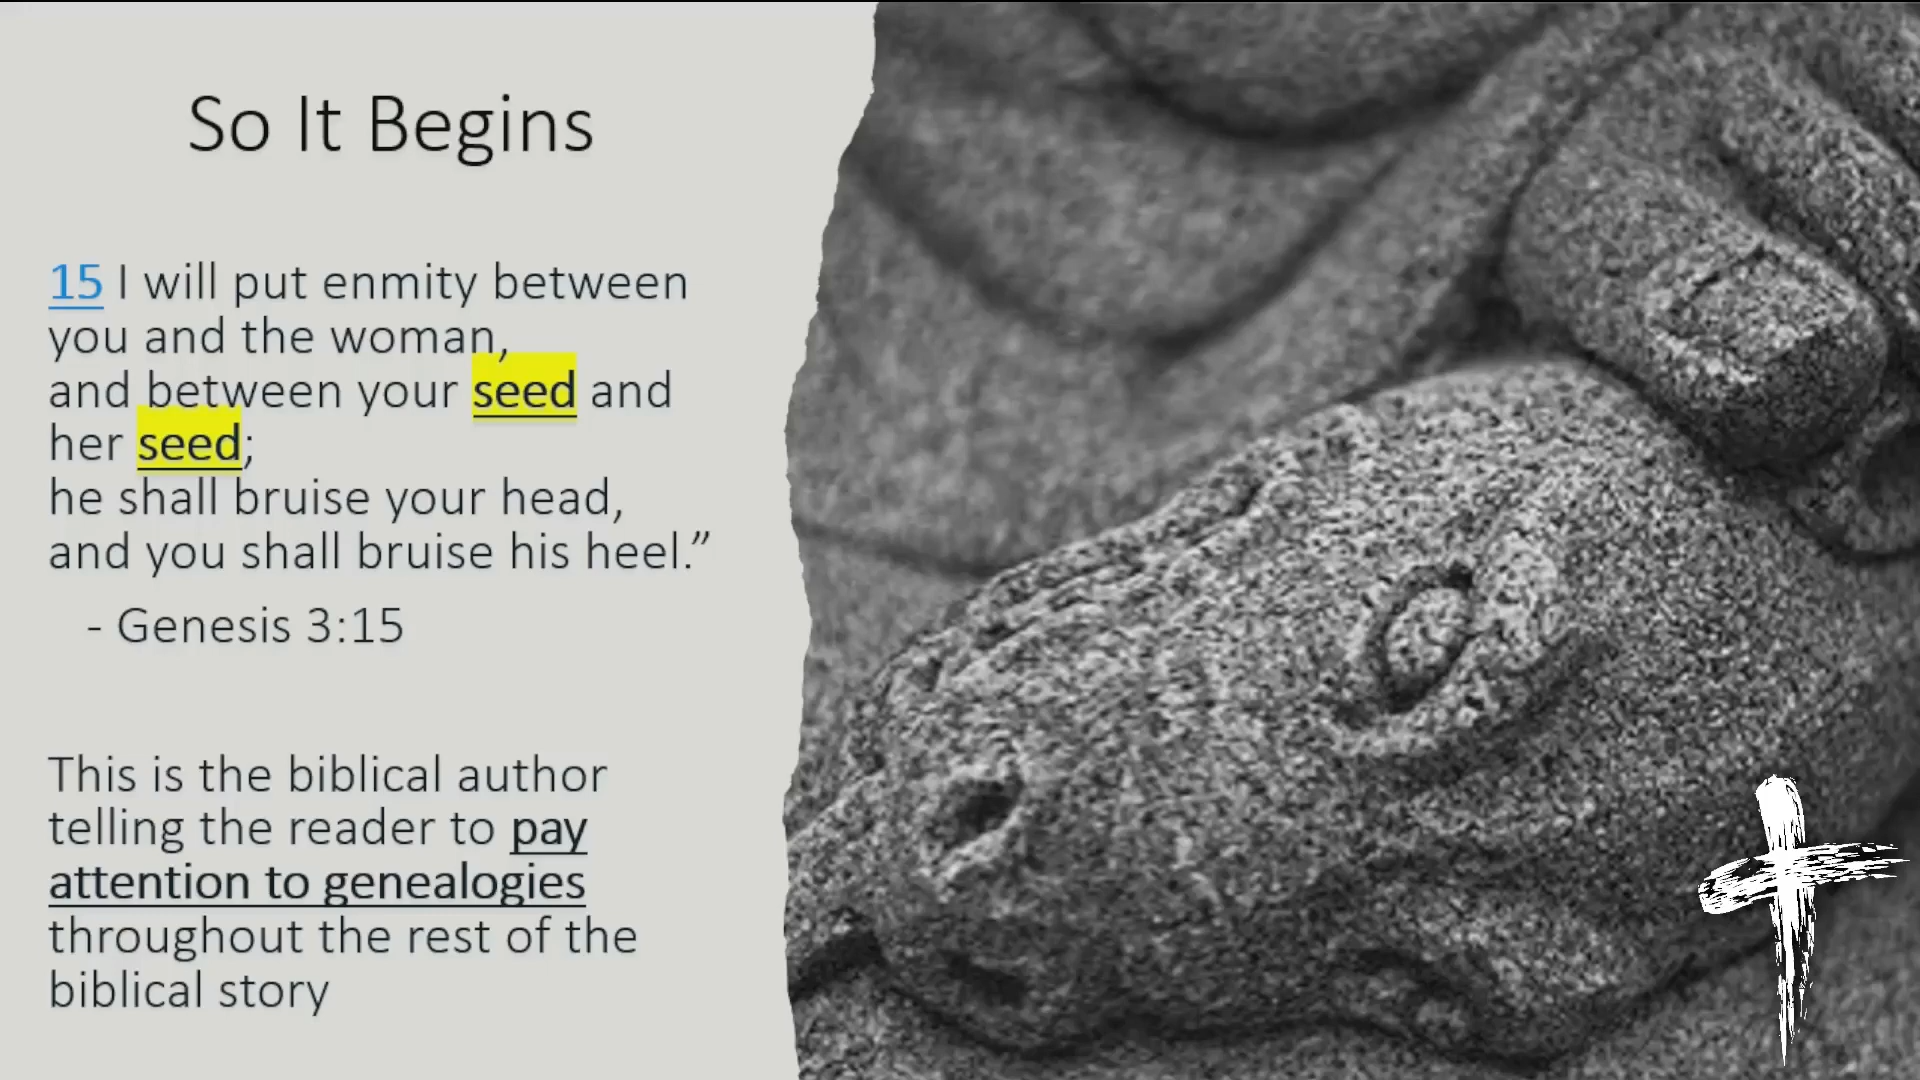 So It Begins
15 I will put enmity between
you and the woman,
and between your seed and
her seed;
he shall bruise your head,
and you shall bruise his heel.”
- Genesis 3:15
This is the biblical author
telling the reader to pay
attention to genealogies
throughout the rest of the
biblical story